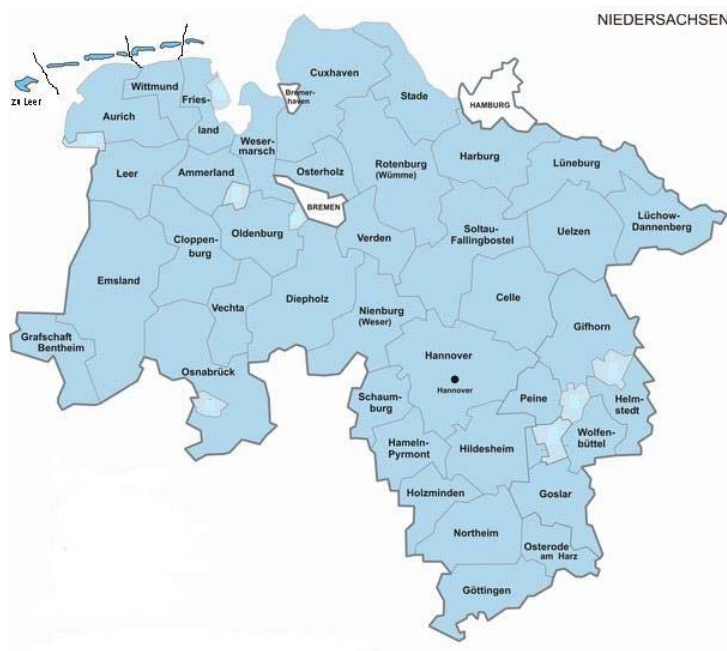 NIEDERSACHSEN
Cuxhaven
Wittmund
Fries-
land
Bremer-
haven
Stade
HAMBURG
zu Leer
Aurich
Weser-
marsch
Leer
Ammerland
Osterholz
Rotenburg
(Wümme)
Harburg
Lüneburg
BREMEN
Lüchow-
Dannenberg
Cloppen-
burg
Oldenburg
Verden
Soltau-
Fallingbostel
Uelzen
Emsland
Vechta
Diepholz
Nienburg
(Weser)
Celle
Gifhorn
Grafschaft
Bentheim
Osnabrück
Hannover
Hannover
Schaum-
burg
Peine
Helm-
stedt
Hameln-
Pyrmont
Hildesheim
Wolfen-
büttel
Holzminden
Goslar
Northeim
Osterode
am Harz
Göttingen